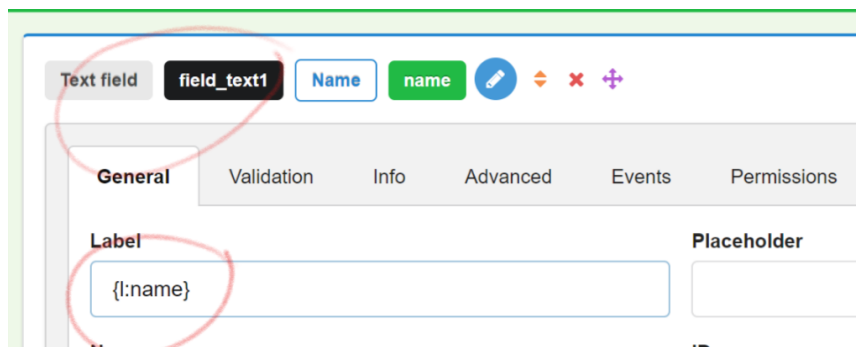 Text field field_text1 Name name
General Validation Info Advanced Events Permissions
Label Placeholder
{l:name}